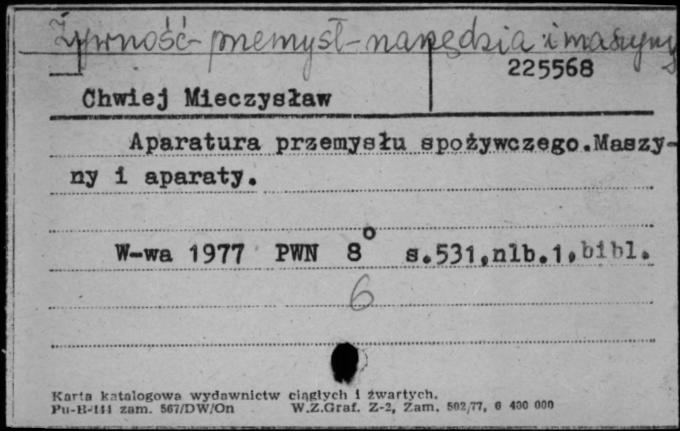 Żywność-przemysł-narzędzia i maszyny
225568
Chwiej Mieczysław
Aparatura przemysłu spożywczego.Maszy-
ny i aparaty.
W-wa 1977 PWN 8° s.531,nlb.1,bibl.
6
Karta katalogowa wydawnictw ciągłych i zwartych.
Pu-B-144 zam. 567/DW/On W.Z.Graf. Z-2, Zam. 502/77, 6 400 000